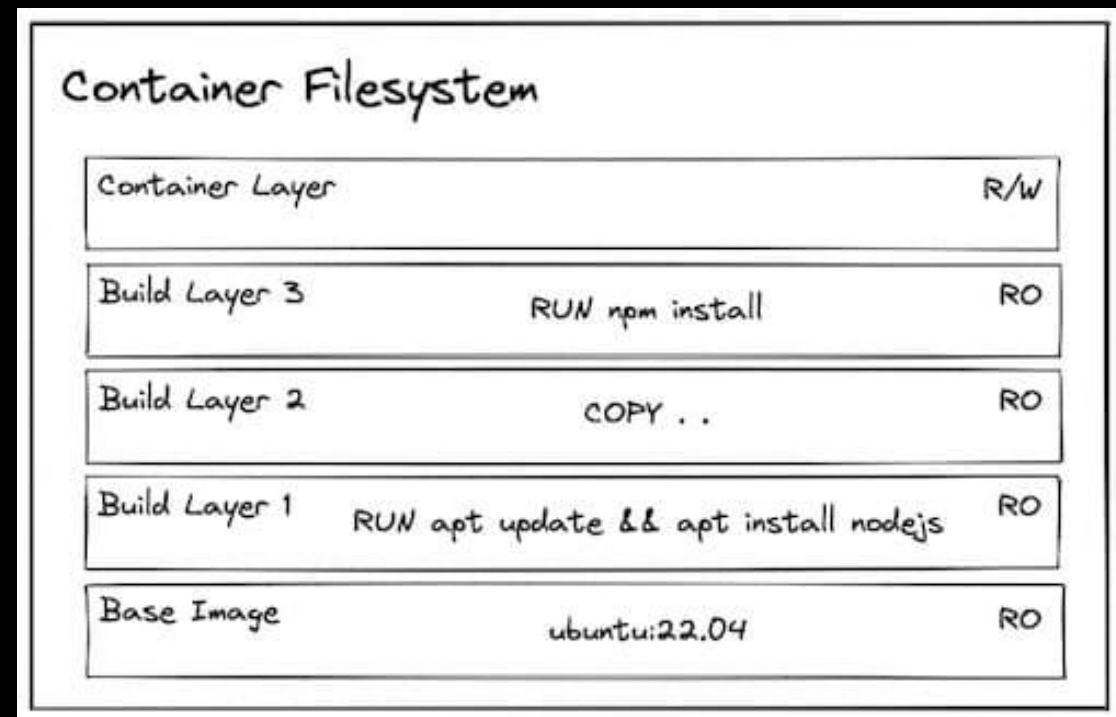 Container Filesystem
Container Layer R/W
Build Layer 3 RUN npm install RO
Build Layer 2 COPY . . RO
Build Layer 1 RUN apt update && apt install nodejs RO
Base Image ubuntu:22.04 RO